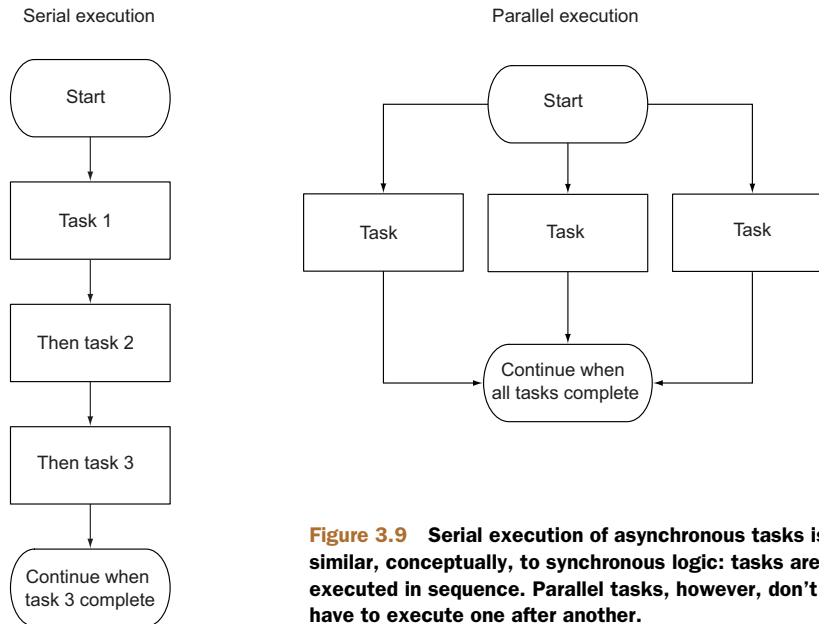 Serial execution
Start
Task 1
Then task 2
Then task 3
Continue when
task 3 complete
Parallel execution
Start
Task
Task
Task
Continue when
all tasks complete
Figure 3.9 Serial execution of asynchronous tasks is
similar, conceptually, to synchronous logic: tasks are
executed in sequence. Parallel tasks, however, don't
have to execute one after another.